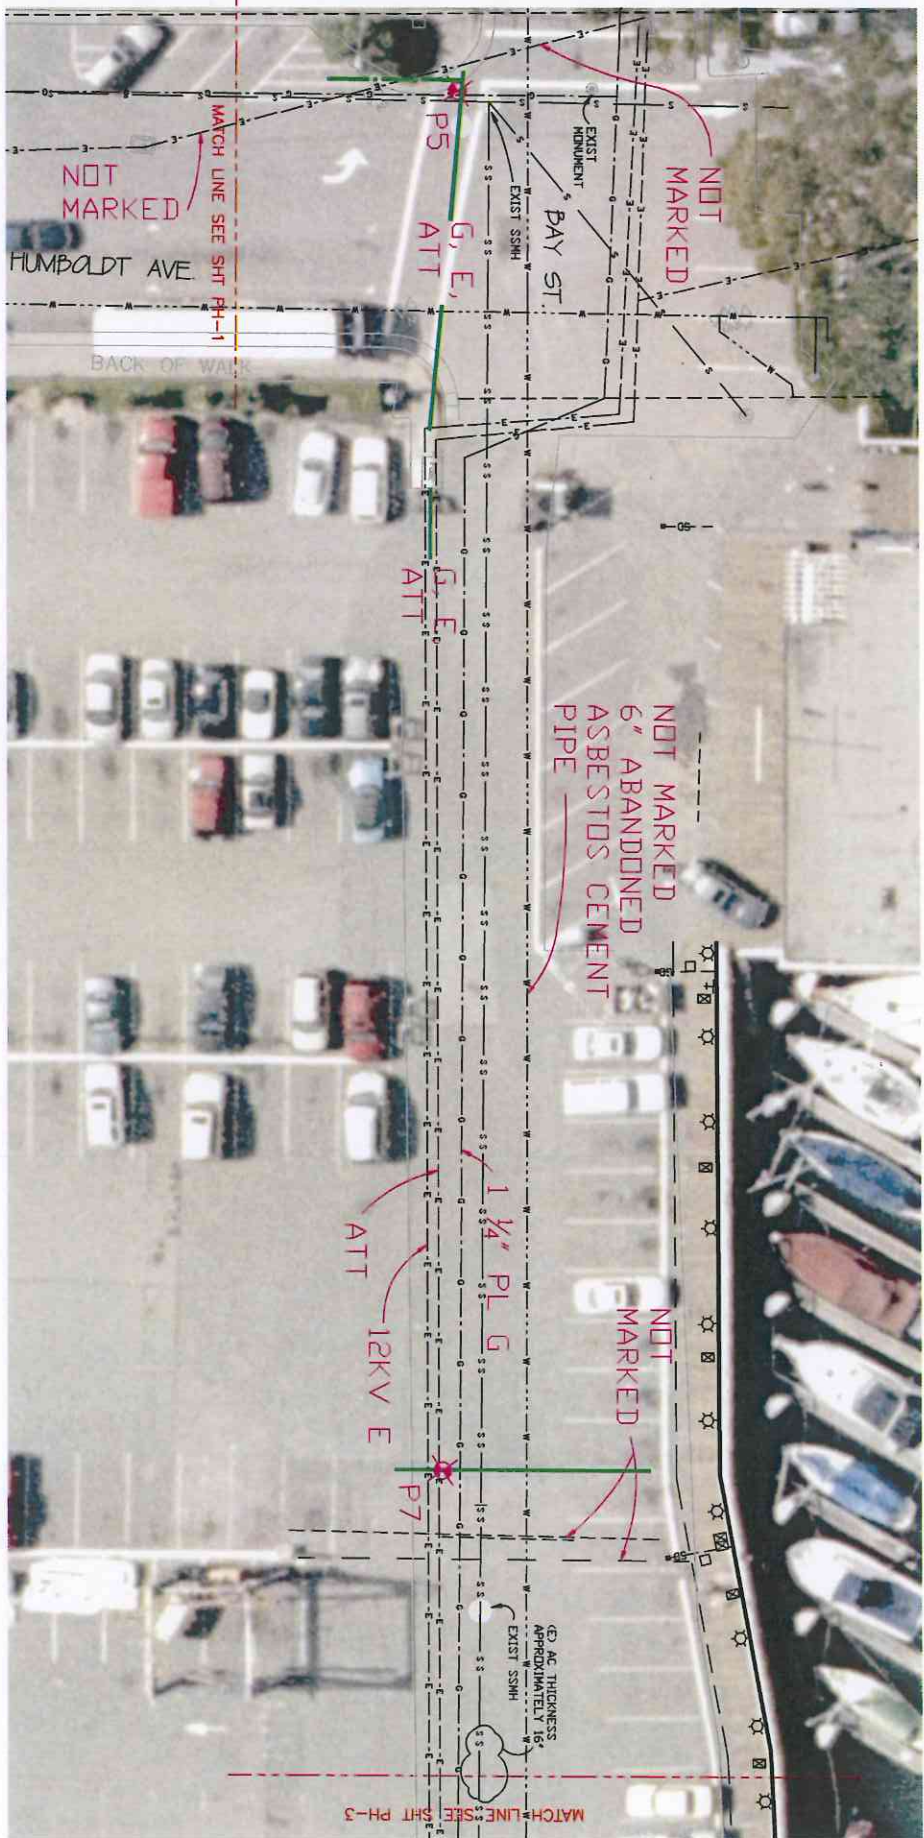 NOT
MARKED
MATCH LINE SEE SHT PH-1
HUMBOLDT AVE.
BACK OF WALK
P5
G, E,
ATT
EXIST SSMH
BAY ST.
EXIST
MONUMENT
NOT
MARKED
G, E,
ATT
NOT MARKED
6" ABANDONED
ASBESTOS CEMENT
PIPE
1 1/4" PL G
ATT
12KV E
NOT
MARKED
P7
EXIST SSMH
(E) AC THICKNESS
APPROXIMATELY 16"
MATCH LINE SEE SHT PH-3